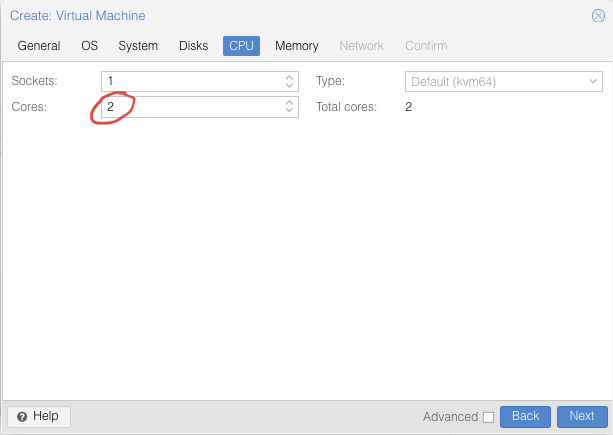 Create: Virtual Machine
General OS System Disks CPU Memory Network Confirm
Sockets: 1 Type: Default (kvm64)
Cores: 2 Total cores: 2
Help Advanced Back Next